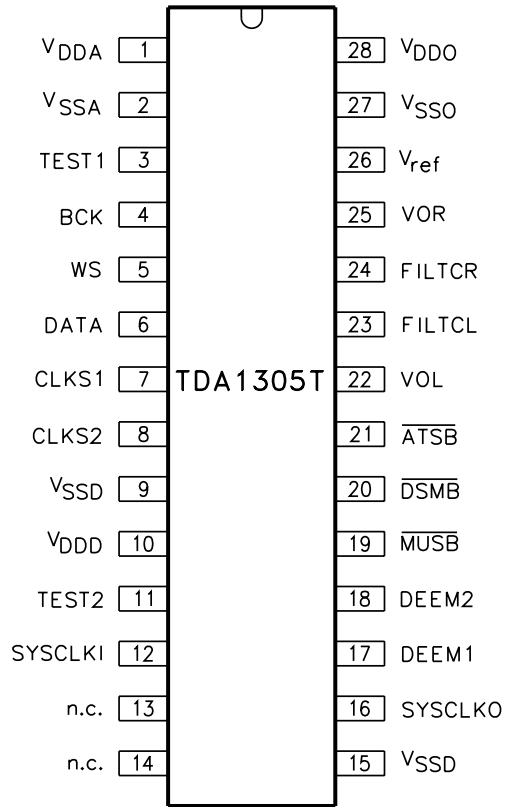 VDDA 1 28 VDDO
VSSA 2 27 VSSO
TEST1 3 26 Vref
BCK 4 25 VOR
WS 5 24 FILTCR
DATA 6 23 FILTCL
CLKS1 7 TDA1305T 22 VOL
CLKS2 8 21 ATSB
VSSD 9 20 DSMB
VDDD 10 19 MUSB
TEST2 11 18 DEEM2
SYSCLKI 12 17 DEEM1
n.c. 13 16 SYSCLKO
n.c. 14 15 VSSD